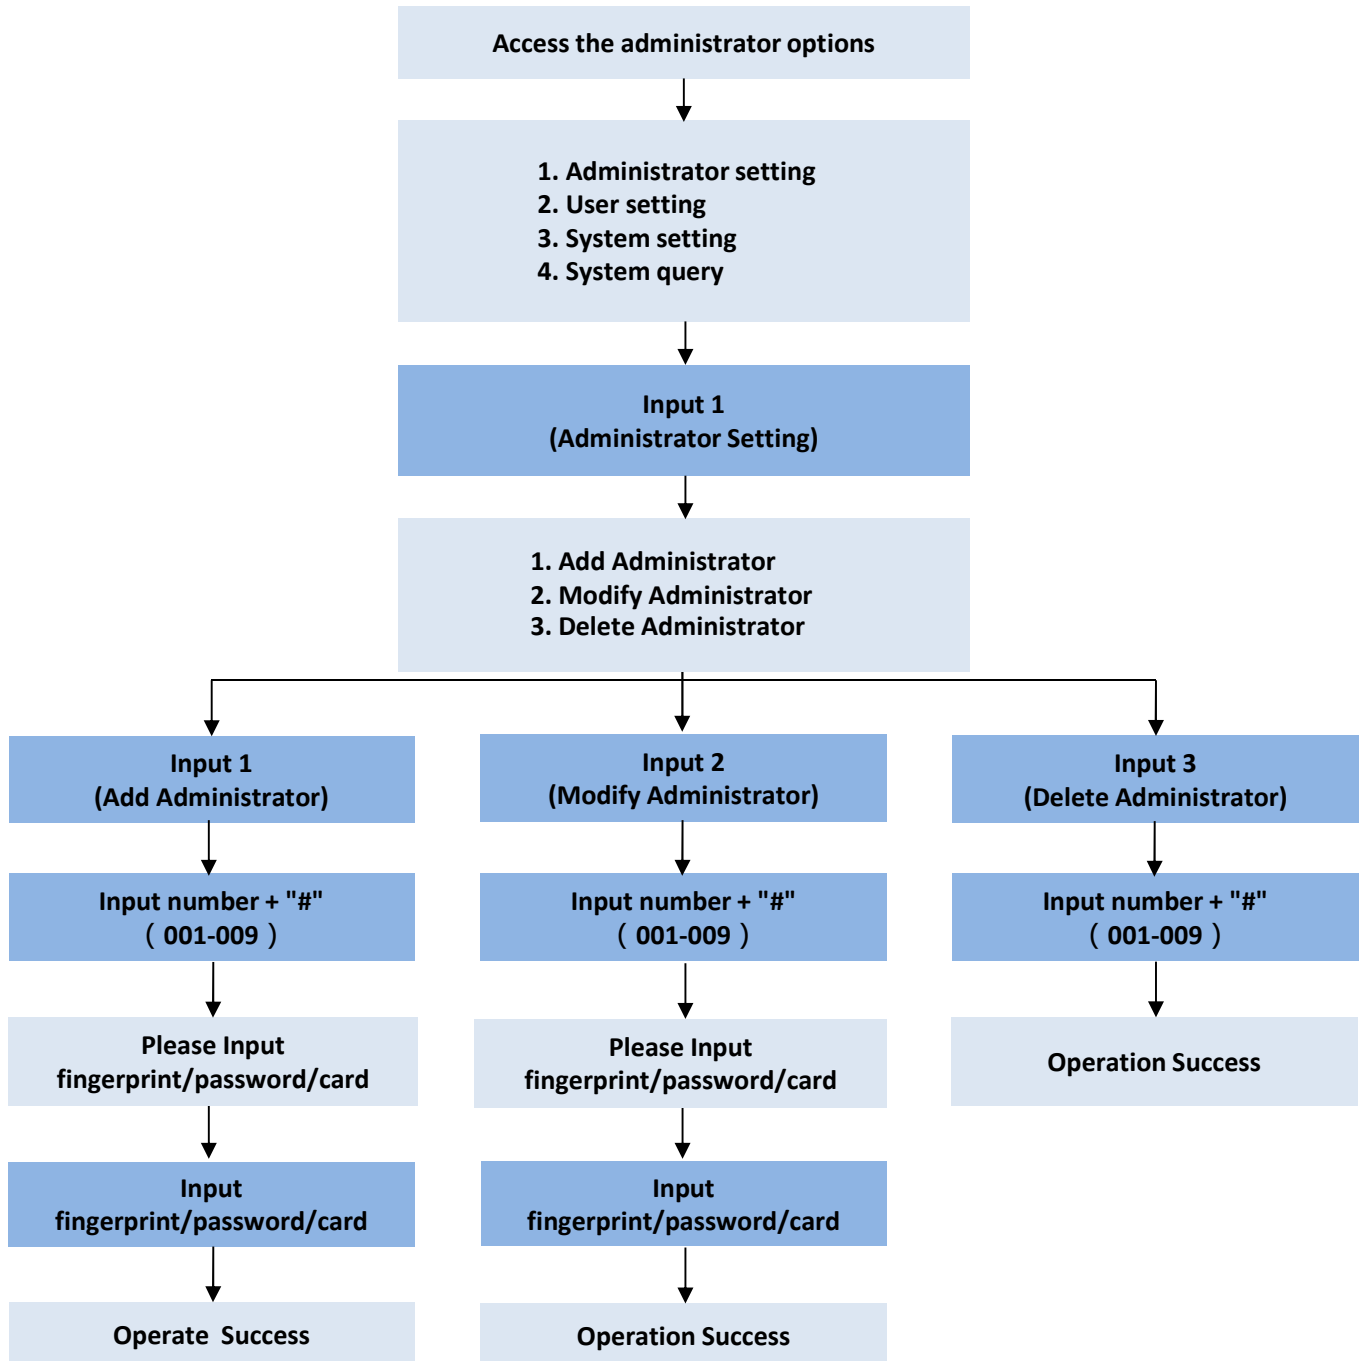 Access the administrator options
1. Administrator setting
2. User setting
3. System setting
4. System query
Input 1
(Administrator Setting)
1. Add Administrator
2. Modify Administrator
3. Delete Administrator
Input 1
(Add Administrator)
Input number + "#"
（ 001-009 ）
Please Input
fingerprint/password/card
Input
fingerprint/password/card
Operate  Success
Input 2
(Modify Administrator)
Input number + "#"
（ 001-009 ）
Please Input
fingerprint/password/card
Input
fingerprint/password/card
Operation Success
Input 3
(Delete Administrator)
Input number + "#"
（ 001-009 ）
Operation Success